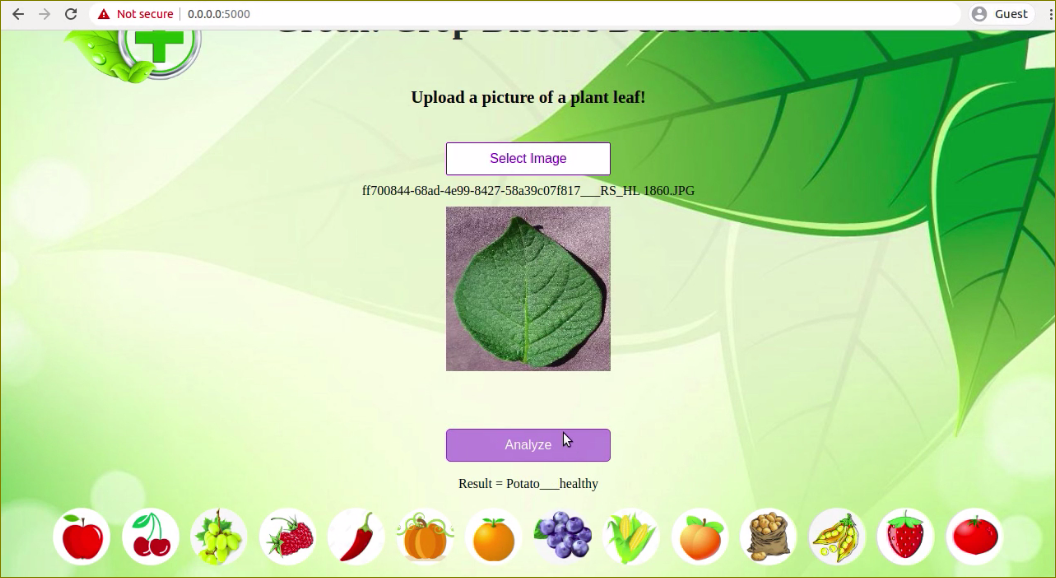 Not secure | 0.0.0.0:5000
Guest
Upload a picture of a plant leaf!
Select Image
ff700844-68ad-4e99-8427-58a39c07f817___RS_HL 1860.JPG
Analyze
Result = Potato___healthy